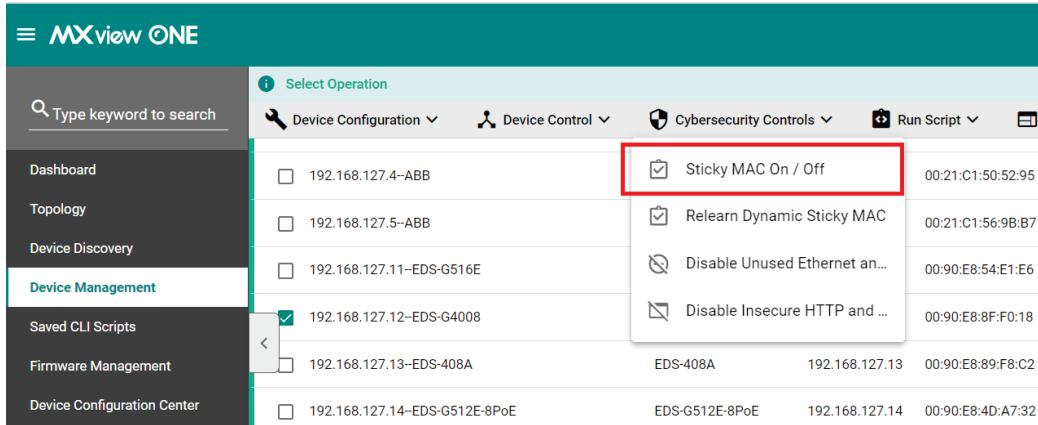 MXview ONE
Type keyword to search
Dashboard
Topology
Device Discovery
Device Management
Saved CLI Scripts
Firmware Management
Device Configuration Center
Select Operation
Device Configuration Device Control Cybersecurity Controls Run Script
Sticky MAC On / Off
Relearn Dynamic Sticky MAC
Disable Unused Ethernet an...
Disable Insecure HTTP and ...
192.168.127.4--ABB 00:21:C1:50:52:95
192.168.127.5--ABB 00:21:C1:56:9B:B7
192.168.127.11--EDS-G516E 00:90:E8:54:E1:E6
192.168.127.12--EDS-G4008 00:90:E8:8F:F0:18
192.168.127.13--EDS-408A EDS-408A 192.168.127.13 00:90:E8:89:F8:C2
192.168.127.14--EDS-G512E-8PoE EDS-G512E-8PoE 192.168.127.14 00:90:E8:4D:A7:32